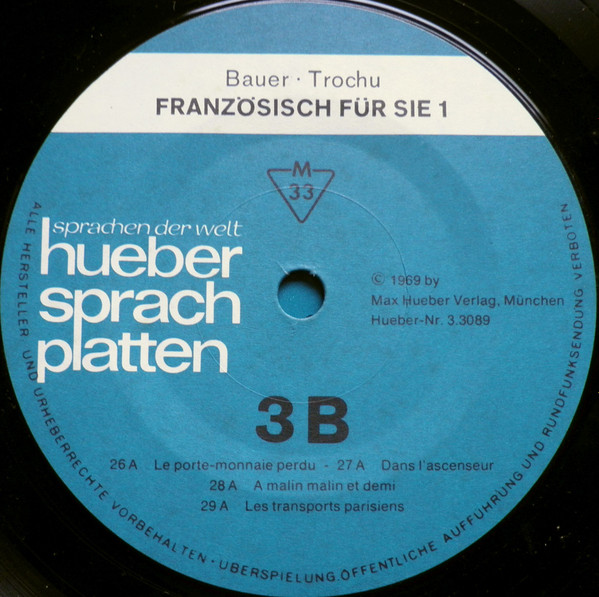 Bauer · Trochu
FRANZÖSISCH FÜR SIE 1
M
33
sprachen der welt
hueber
sprach
platten
© 1969 by
Max Hueber Verlag, München
Hueber-Nr. 3.3089
3 B
26 A Le porte-monnaie perdu - 27 A Dans l'ascenseur
28 A A malin malin et demi
29 A Les transports parisiens
ALLE HERSTELLER UND URHEBERRECHTE VORBEHALTEN · UBERSPIELUNG.ÖFFENTLICHE AUFFÜHRUNG UND RUNDFUNKSENDUNG VERBOTEN